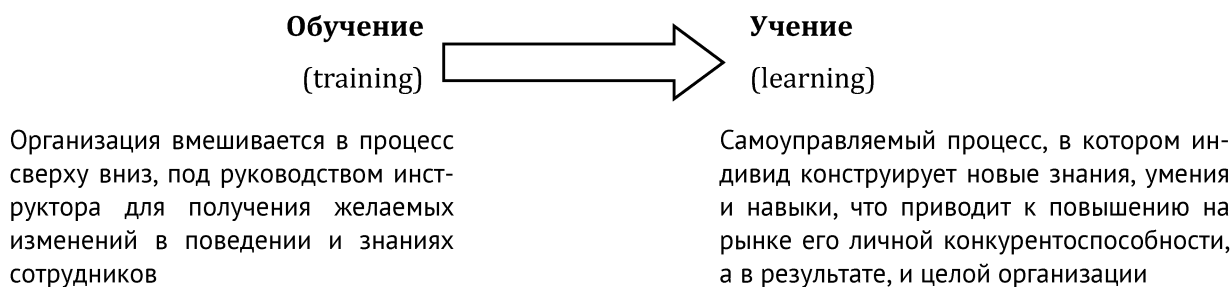 Обучение
(training)
Организация вмешивается в процесс
сверху вниз, под руководством инст-
руктора для получения желаемых
изменений в поведении и знаниях
сотрудников
Учение
(learning)
Самоуправляемый процесс, в котором ин-
дивид конструирует новые знания, умения
и навыки, что приводит к повышению на
рынке его личной конкурентоспособности,
а в результате, и целой организации